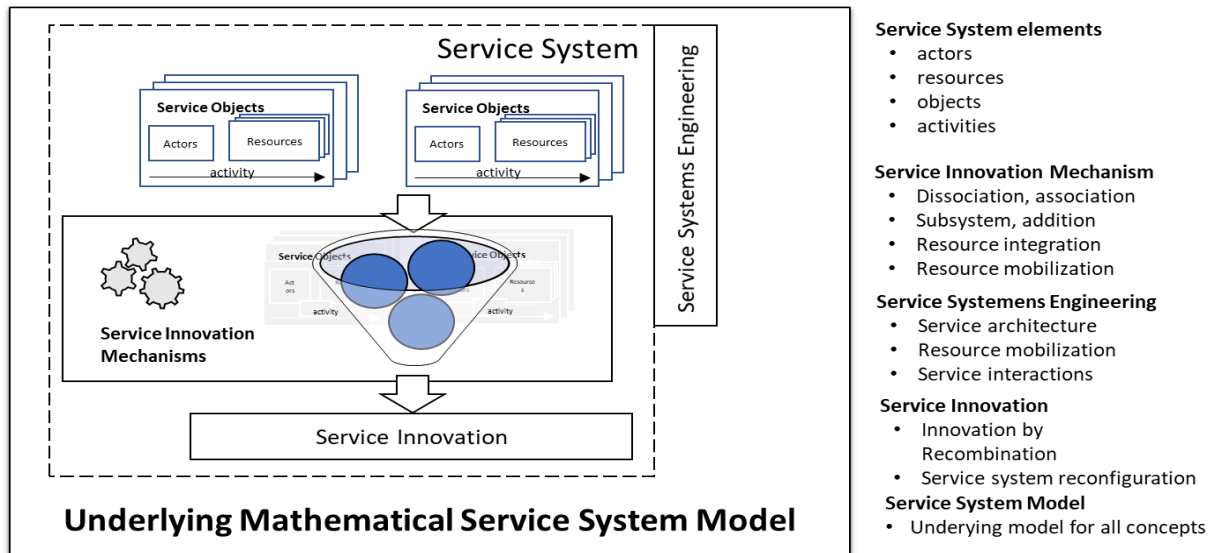 Service System
Service Objects
Actors
Resources
activity
Service Objects
Actors
Resources
activity
Service Systems Engineering
Service Objects
Act
ors
activity
Objects
Resource
s
activity
Service Innovation
Mechanisms
Service Innovation
Underlying Mathematical Service System Model
Service System elements
• actors
• resources
• objects
• activities
Service Innovation Mechanism
• Dissociation, association
• Subsystem, addition
• Resource integration
• Resource mobilization
Service Systemens Engineering
• Service architecture
• Resource mobilization
• Service interactions
Service Innovation
• Innovation by
Recombination
• Service system reconfiguration
Service System Model
• Underying model for all concepts